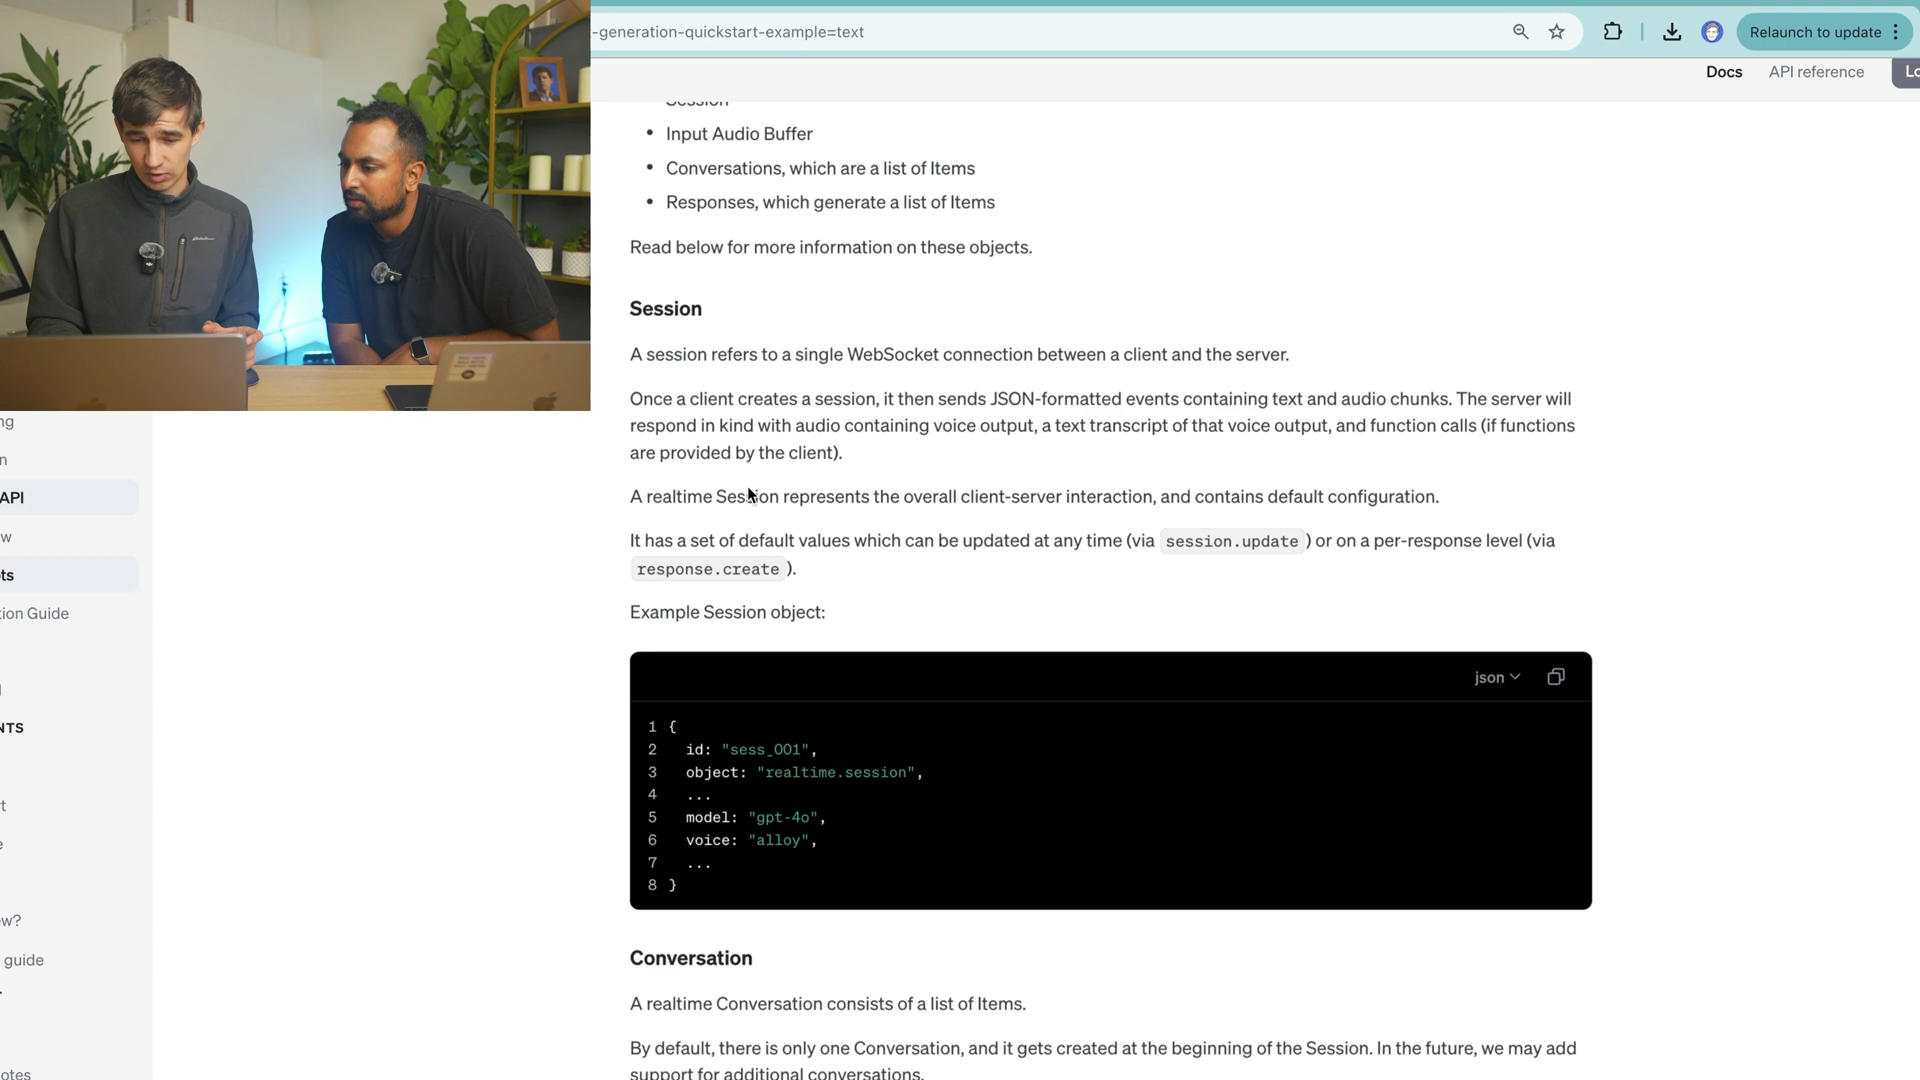 -generation-quickstart-example=text
Relaunch to update
Docs
API reference
Lo
Session
• Input Audio Buffer
• Conversations, which are a list of Items
• Responses, which generate a list of Items
Read below for more information on these objects.
Session
A session refers to a single WebSocket connection between a client and the server.
Once a client creates a session, it then sends JSON-formatted events containing text and audio chunks. The server will
respond in kind with audio containing voice output, a text transcript of that voice output, and function calls (if functions
are provided by the client).
A realtime Session represents the overall client-server interaction, and contains default configuration.
It has a set of default values which can be updated at any time (via session.update ) or on a per-response level (via
response.create ).
Example Session object:
json
1 {
2 id: "sess_001",
3 object: "realtime.session",
4 ...
5 model: "gpt-4o",
6 voice: "alloy",
7 ...
8 }
Conversation
A realtime Conversation consists of a list of Items.
By default, there is only one Conversation, and it gets created at the beginning of the Session. In the future, we may add
support for additional conversations.
ng
n
API
w
ts
tion Guide
NTS
t
e
ew?
guide
otes